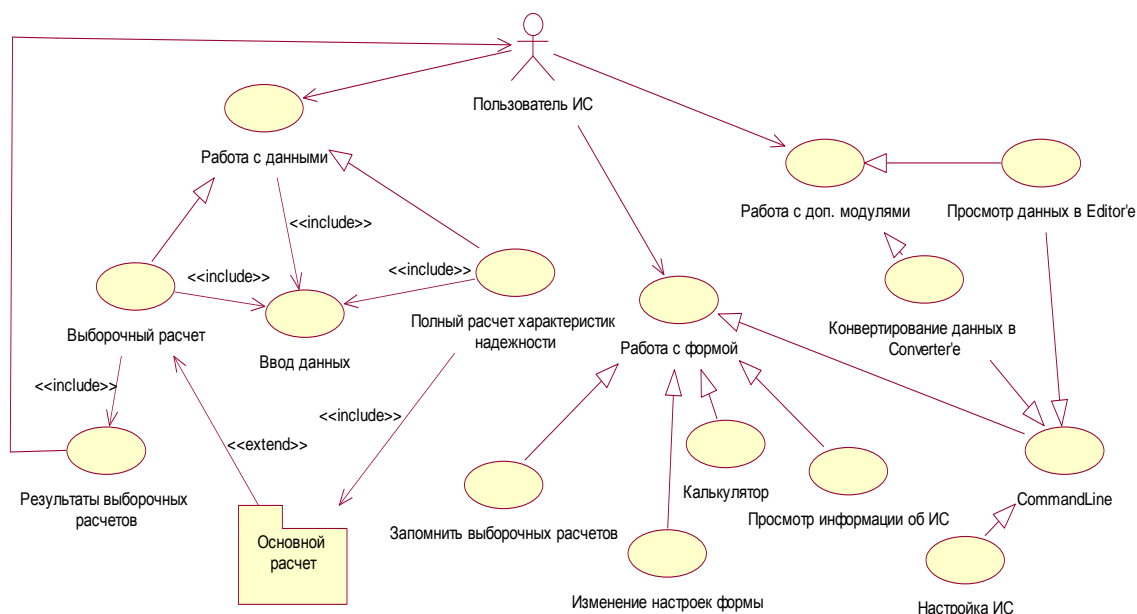 Пользователь ИС
Работа с данными
Работа с доп. модулями
Просмотр данных в Editor'е
<<include>>
<<include>>
<<include>>
Выборочный расчет
Ввод данных
Полный расчет характеристик
надежности
Работа с формой
Конвертирование данных в
Converter'е
<<include>>
<<include>>
<<extend>>
Результаты выборочных
расчетов
Основной
расчет
Запомнить выборочных расчетов
Калькулятор
Просмотр информации об ИС
CommandLine
Изменение настроек формы
Настройка ИС